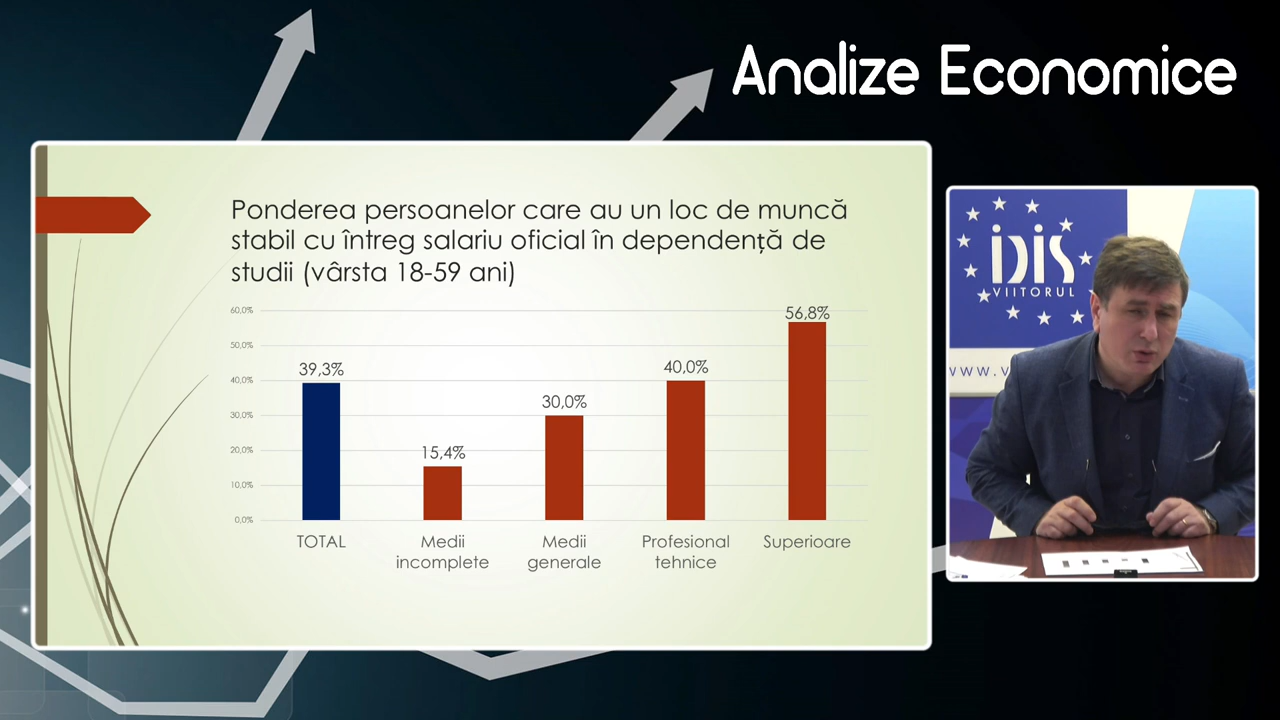 Analize Economice
Ponderea persoanelor care au un loc de muncă
stabil cu întreg salariu oficial în dependență de
studii (vârsta 18-59 ani)
60,0%
50,0%
40,0%
30,0%
20,0%
10,0%
0,0%
39,3%
15,4%
30,0%
40,0%
56,8%
TOTAL
Medii
incomplete
Medii
generale
Profesional
tehnice
Superioare
IDIS
VIITORUL
www.v